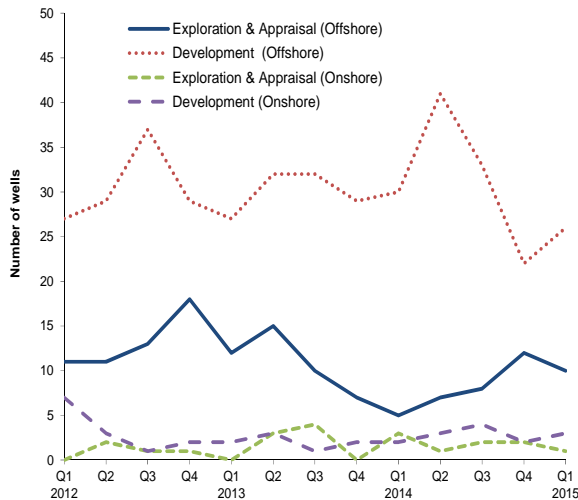 50
45
40
35
30
25
20
15
10
5
0
Number of wells
Exploration & Appraisal (Offshore)
Development (Offshore)
Exploration & Appraisal (Onshore)
Development (Onshore)
Q1 Q2 Q3 Q4 Q1 Q2 Q3 Q4 Q1 Q2 Q3 Q4 Q1
2012 2013 2014 2015